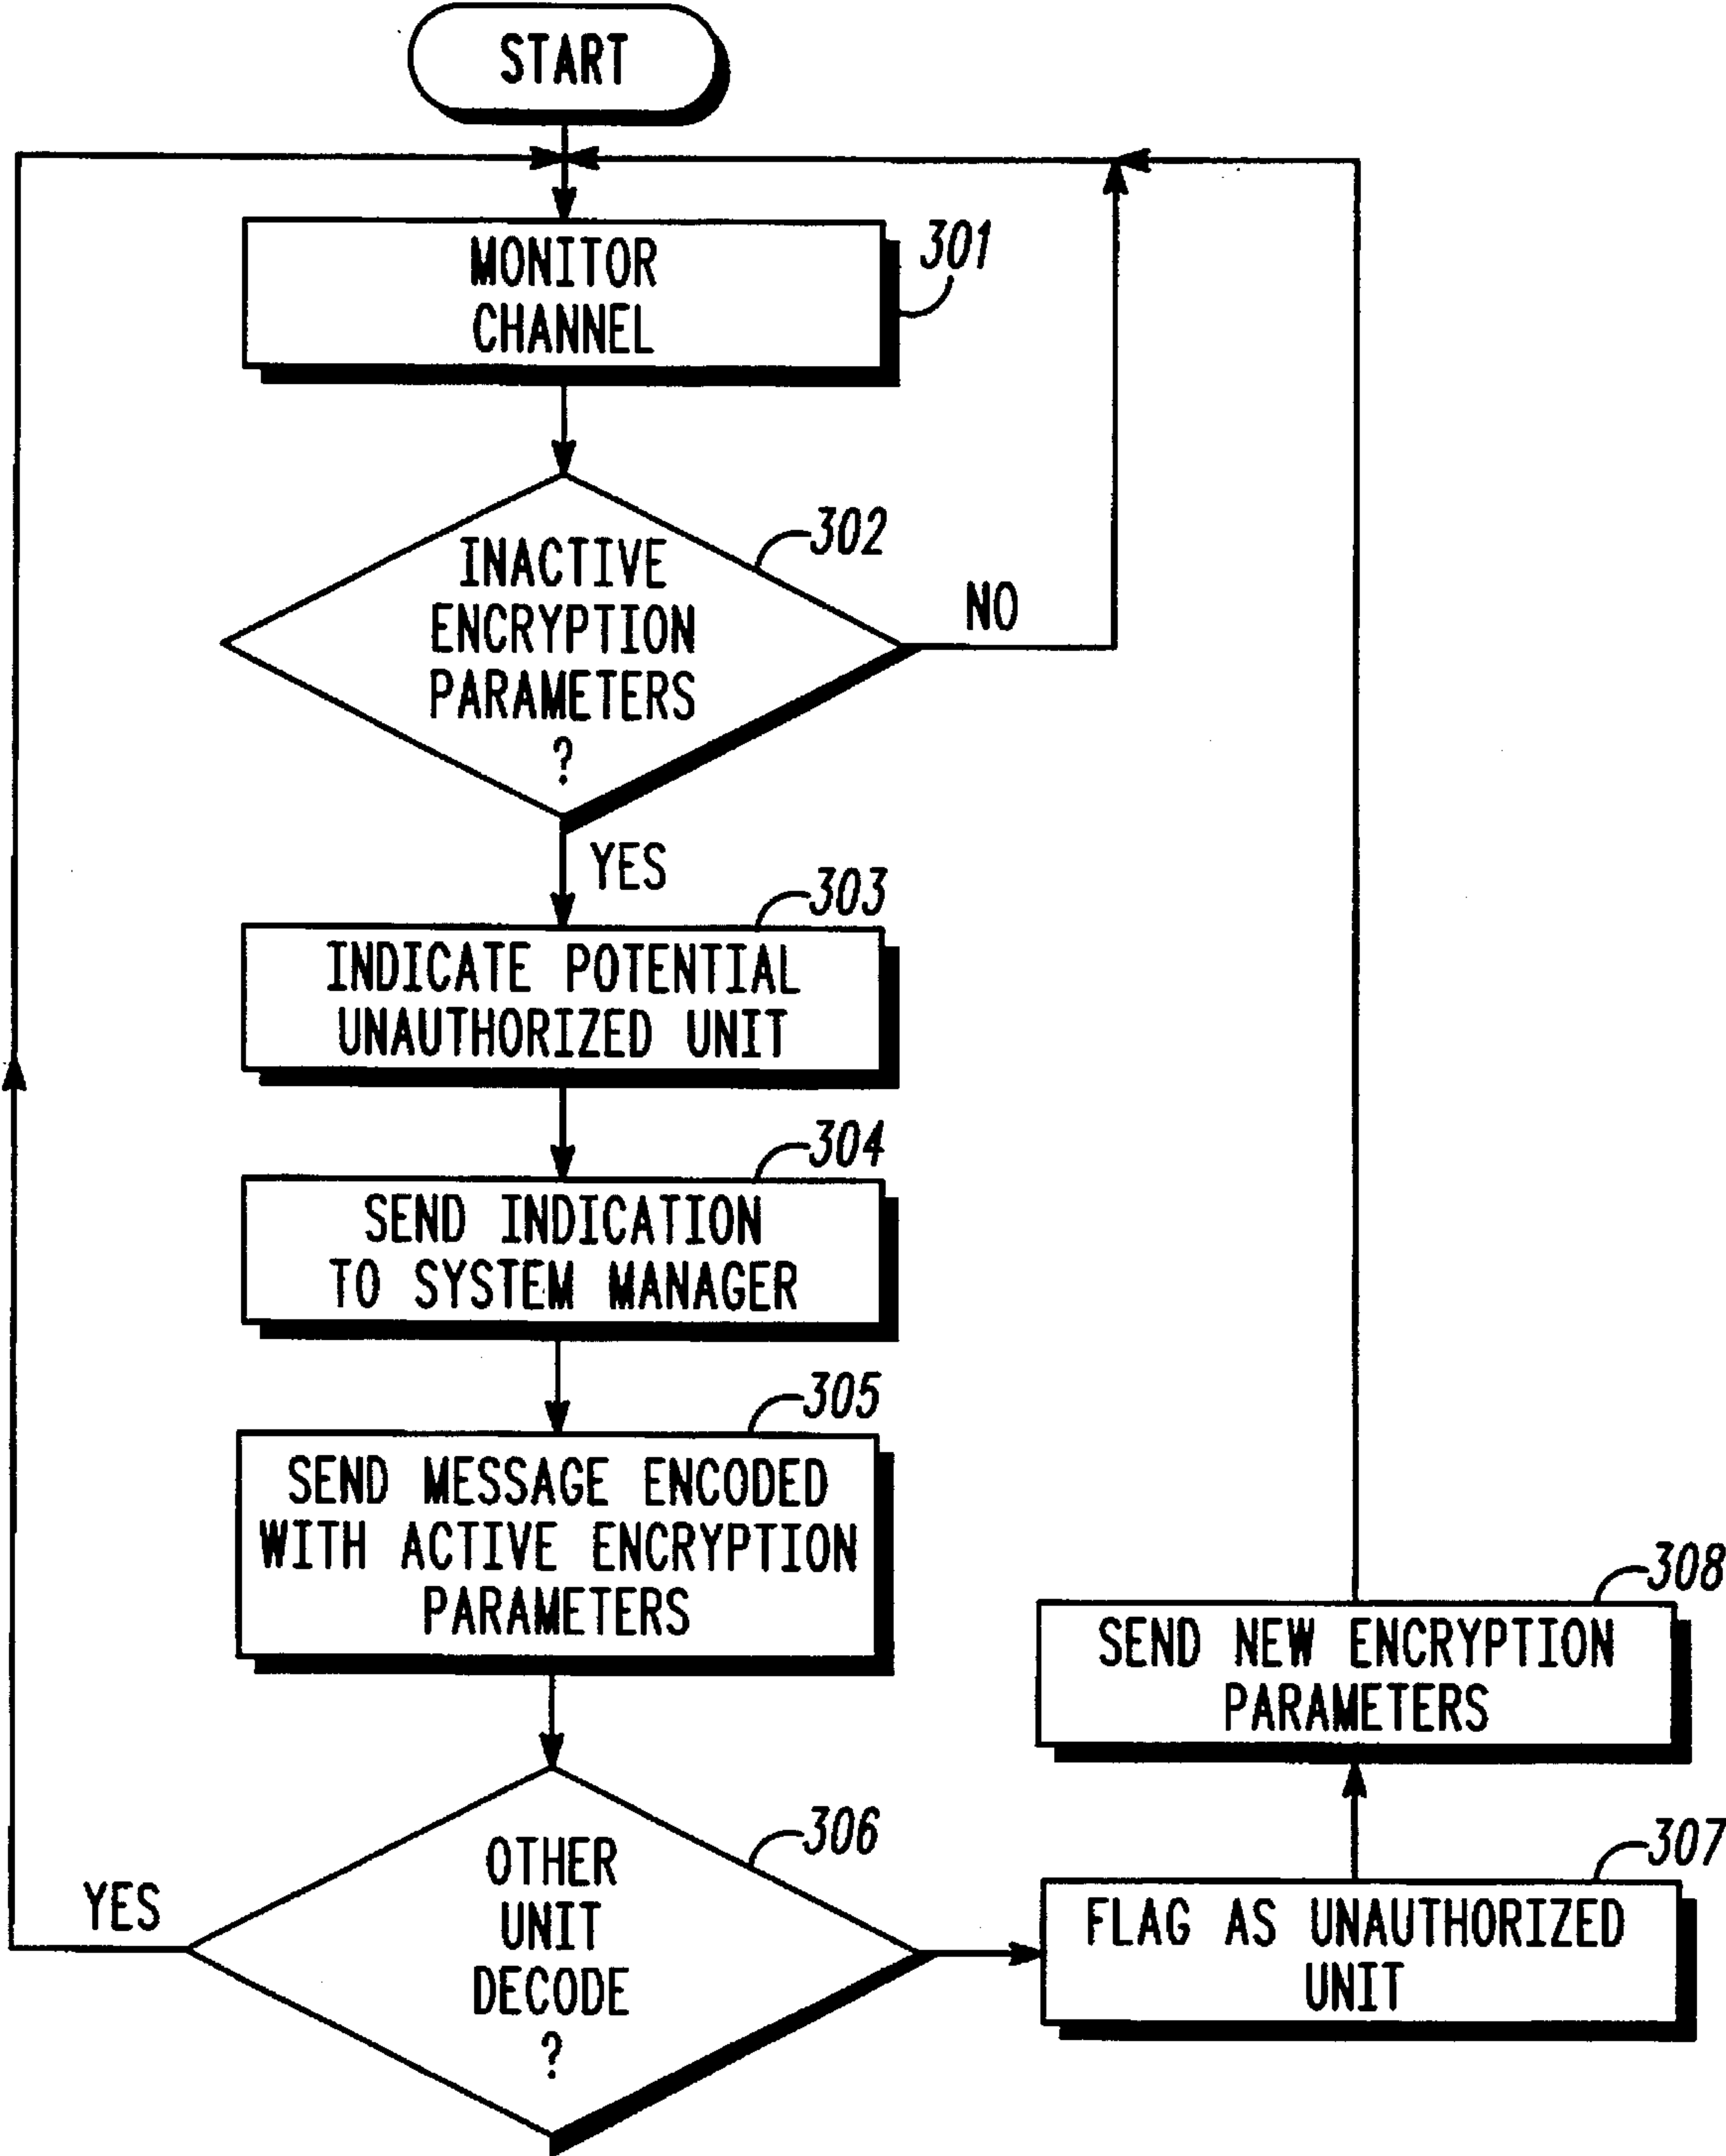 START
MONITOR
CHANNEL
301
INACTIVE
ENCRYPTION
PARAMETERS
?
302
NO
YES
303
INDICATE POTENTIAL
UNAUTHORIZED UNIT
304
SEND INDICATION
TO SYSTEM MANAGER
305
SEND MESSAGE ENCODED
WITH ACTIVE ENCRYPTION
PARAMETERS
306
OTHER
UNIT
DECODE
?
YES
307
FLAG AS UNAUTHORIZED
UNIT
308
SEND NEW ENCRYPTION
PARAMETERS